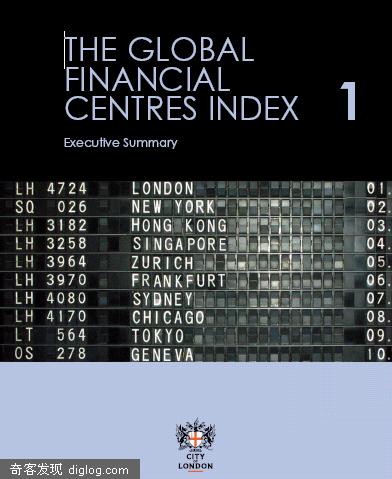 THE GLOBAL
FINANCIAL
CENTRES INDEX 1
Executive Summary
LH 4724 LONDON 01.
SQ 026 NEW YORK 02.
LH 3182 HONG KONG 03.
LH 3258 SINGAPORE 04.
LH 3964 ZURICH 05.
LH 3970 FRANKFURT 06.
LH 4080 SYDNEY 07.
LH 4170 CHICAGO 08.
LT 564 TOKYO 09.
OS 278 GENEVA 10.
CITY
OF
LONDON
奇客发现 diglog.com